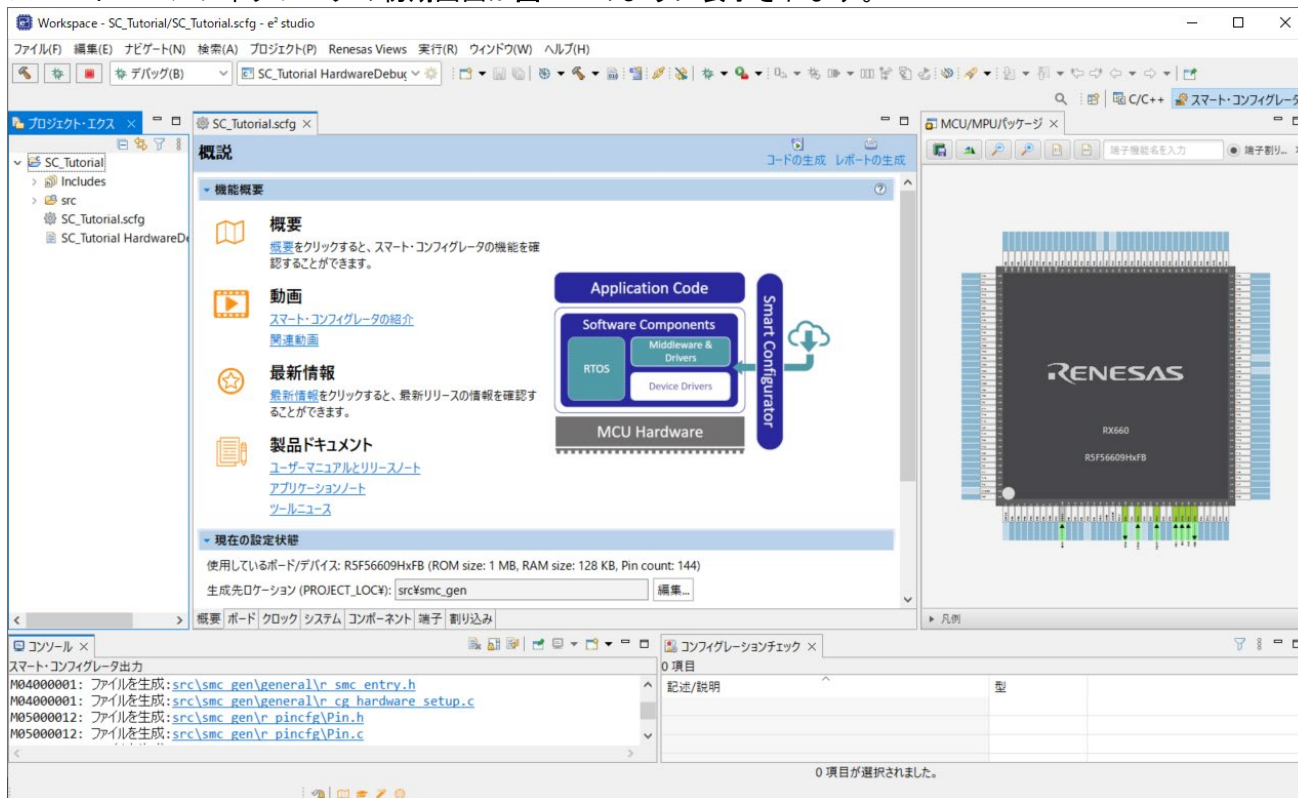 Workspace - SC_Tutorial/SC_Tutorial.scfg - e² studio
ファイル(F) 編集(E) ナビゲート(N) 検索(A) プロジェクト(P) Renesas Views 実行(R) ウィンドウ(W) ヘルプ(H)
デバッグ(B) SC_Tutorial HardwareDebug
C/C++ スマート・コンフィグレータ
プロジェクト・エクス
SC_Tutorial
Includes
src
SC_Tutorial.scfg
SC_Tutorial HardwareDe
SC_Tutorial.scfg
概説
コードの生成 レポートの生成
機能概要
概要
概要をクリックすると、スマート・コンフィグレータの機能を確
認することができます。
動画
スマート・コンフィグレータの紹介
関連動画
最新情報
最新情報をクリックすると、最新リリースの情報を確認す
ることができます。
製品ドキュメント
ユーザーマニュアルとリリースノート
アプリケーションノート
ツールニュース
Application Code
Software Components
RTOS
Middleware &
Drivers
Device Drivers
MCU Hardware
Smart Configurator
現在の設定状態
使用しているボード/デバイス: R5F56609HxFB (ROM size: 1 MB, RAM size: 128 KB, Pin count: 144)
生成先ロケーション (PROJECT_LOC¥): src¥smc_gen 編集...
概要 ボード クロック システム コンポーネント 端子 割り込み
MCU/MPUパッケージ
端子機能名を入力 端子割り...
RENESAS
RX660
R5F56609HxFB
凡例
コンソール
スマート・コンフィグレータ出力
M04000001: ファイルを生成:src\smc_gen\general\r_smc_entry.h
M04000001: ファイルを生成:src\smc_gen\general\r_cg_hardware_setup.c
M05000012: ファイルを生成:src\smc_gen\r_pincfg\Pin.h
M05000012: ファイルを生成:src\smc_gen\r_pincfg\Pin.c
コンフィグレーションチェック
0 項目
記述/説明 型
0 項目が選択されました。